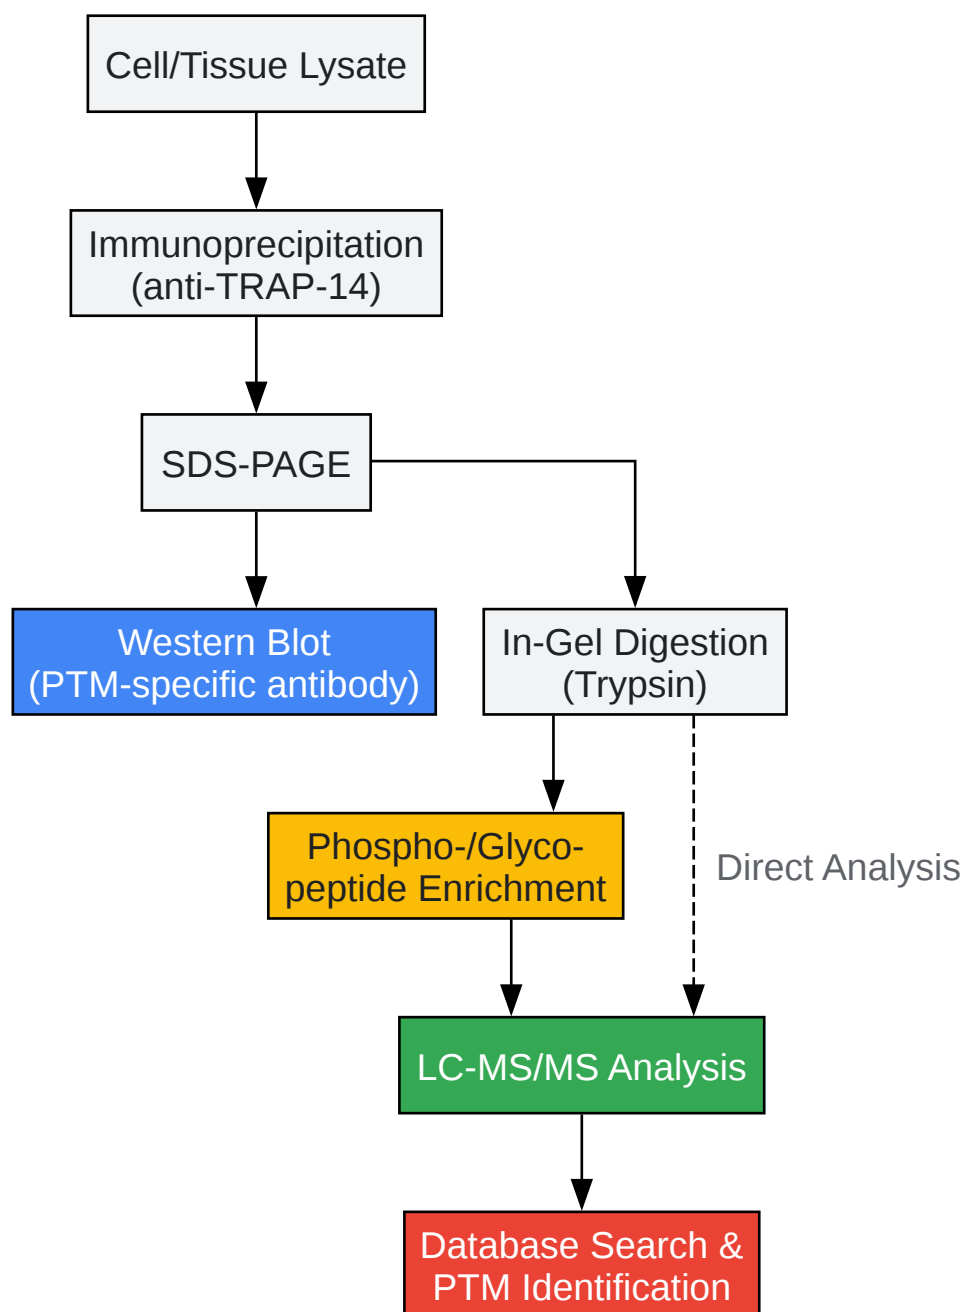 Cell/Tissue Lysate
Immunoprecipitation
(anti-TRAP-14)
SDS-PAGE
Western Blot
(PTM-specific antibody)
In-Gel Digestion
(Trypsin)
Phospho-/Glyco-
peptide Enrichment
Direct Analysis
LC-MS/MS Analysis
Database Search &
PTM Identification